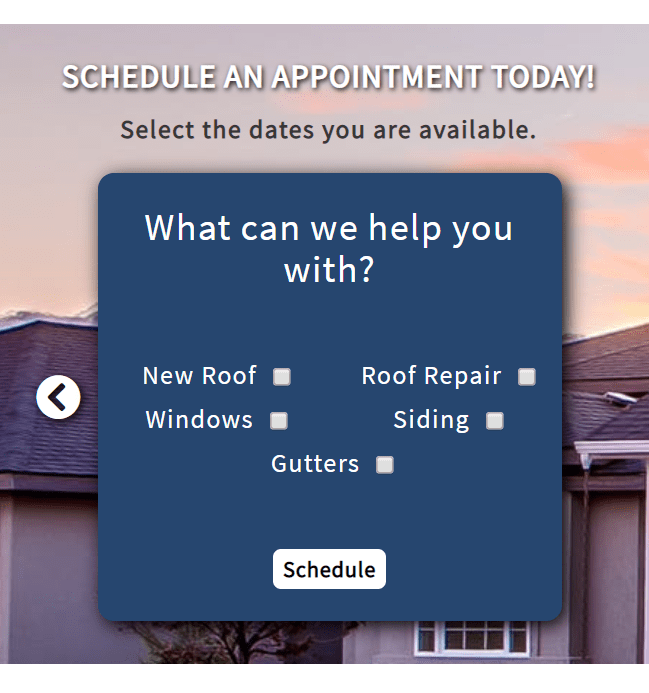 SCHEDULE AN APPOINTMENT TODAY!
Select the dates you are available.
What can we help you
with?
New Roof Roof Repair
Windows Siding
Gutters
Schedule